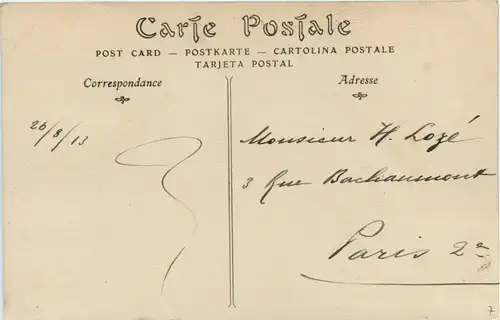 Carte Postale
POST CARD — POSTKARTE — CARTOLINA POSTALE
TARJETA POSTAL
Correspondance
Adresse
26/8/13
Monsieur H. Lozé
3 Rue Bachaumont
Paris 2e
7